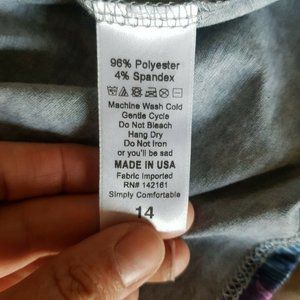 96% Polyester
4% Spandex
Machine Wash Cold
Gentle Cycle
Do Not Bleach
Hang Dry
Do Not Iron
or you'll be sad
MADE IN USA
Fabric Imported
RN# 142161
Simply Comfortable
14